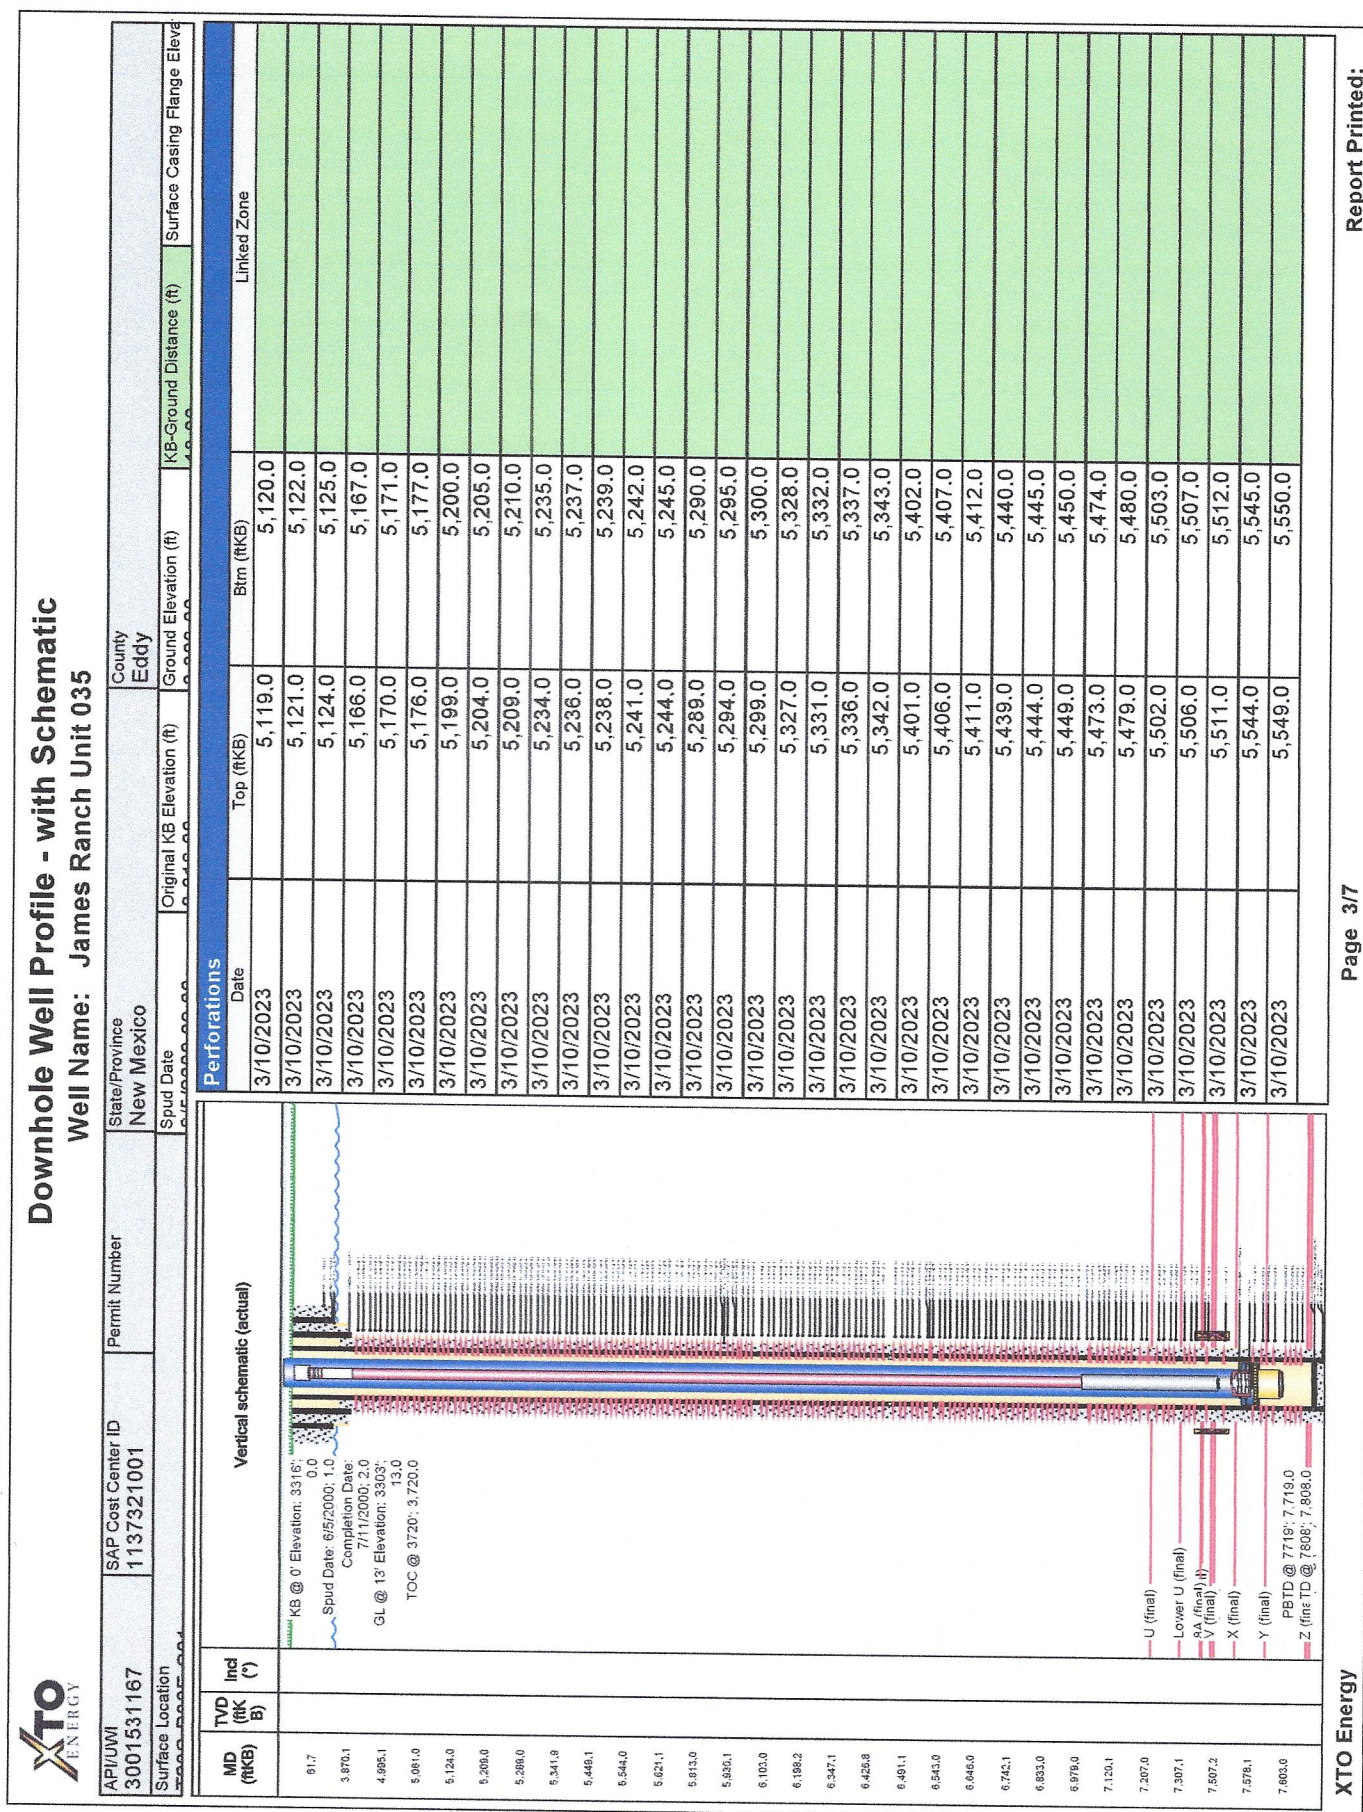 XTO
ENERGY
Downhole Well Profile - with Schematic
Well Name: James Ranch Unit 035
API/UWI
3001531167
SAP Cost Center ID
1137321001
Permit Number
State/Province
New Mexico
County
Eddy
Surface Location
Spud Date
Original KB Elevation (ft)
Ground Elevation (ft)
KB-Ground Distance (ft)
Surface Casing Flange Eleva
MD (ftKB)
TVD (ftK B)
Incl (°)
Vertical schematic (actual)
61.7
3,870.1
4,995.1
5,061.0
5,124.0
5,209.0
5,289.0
5,341.9
5,449.1
5,544.0
5,621.1
5,813.0
5,930.1
6,103.0
6,199.2
6,347.1
6,426.8
6,491.1
6,543.0
6,646.0
6,742.1
6,833.0
6,979.0
7,120.1
7,207.0
7,307.1
7,507.2
7,578.1
7,603.0
KB @ 0' Elevation: 3316';
0.0
Spud Date: 6/5/2000; 1.0
Completion Date:
7/11/2000; 2.0
GL @ 13' Elevation: 3303';
13.0
TOC @ 3720'; 3,720.0
U (final)
Lower U (final)
V (final)
X (final)
Y (final)
PBTD @ 7719'; 7,719.0
Z (fina TD @ 7808'; 7,808.0
Perforations
Date Top (ftKB) Btm (ftKB) Linked Zone
3/10/2023 5,119.0 5,120.0
3/10/2023 5,121.0 5,122.0
3/10/2023 5,124.0 5,125.0
3/10/2023 5,166.0 5,167.0
3/10/2023 5,170.0 5,171.0
3/10/2023 5,176.0 5,177.0
3/10/2023 5,199.0 5,200.0
3/10/2023 5,204.0 5,205.0
3/10/2023 5,209.0 5,210.0
3/10/2023 5,234.0 5,235.0
3/10/2023 5,236.0 5,237.0
3/10/2023 5,238.0 5,239.0
3/10/2023 5,241.0 5,242.0
3/10/2023 5,244.0 5,245.0
3/10/2023 5,289.0 5,290.0
3/10/2023 5,294.0 5,295.0
3/10/2023 5,299.0 5,300.0
3/10/2023 5,327.0 5,328.0
3/10/2023 5,331.0 5,332.0
3/10/2023 5,336.0 5,337.0
3/10/2023 5,342.0 5,343.0
3/10/2023 5,401.0 5,402.0
3/10/2023 5,406.0 5,407.0
3/10/2023 5,411.0 5,412.0
3/10/2023 5,439.0 5,440.0
3/10/2023 5,444.0 5,445.0
3/10/2023 5,449.0 5,450.0
3/10/2023 5,473.0 5,474.0
3/10/2023 5,479.0 5,480.0
3/10/2023 5,502.0 5,503.0
3/10/2023 5,506.0 5,507.0
3/10/2023 5,511.0 5,512.0
3/10/2023 5,544.0 5,545.0
3/10/2023 5,549.0 5,550.0
XTO Energy
Page 3/7
Report Printed: